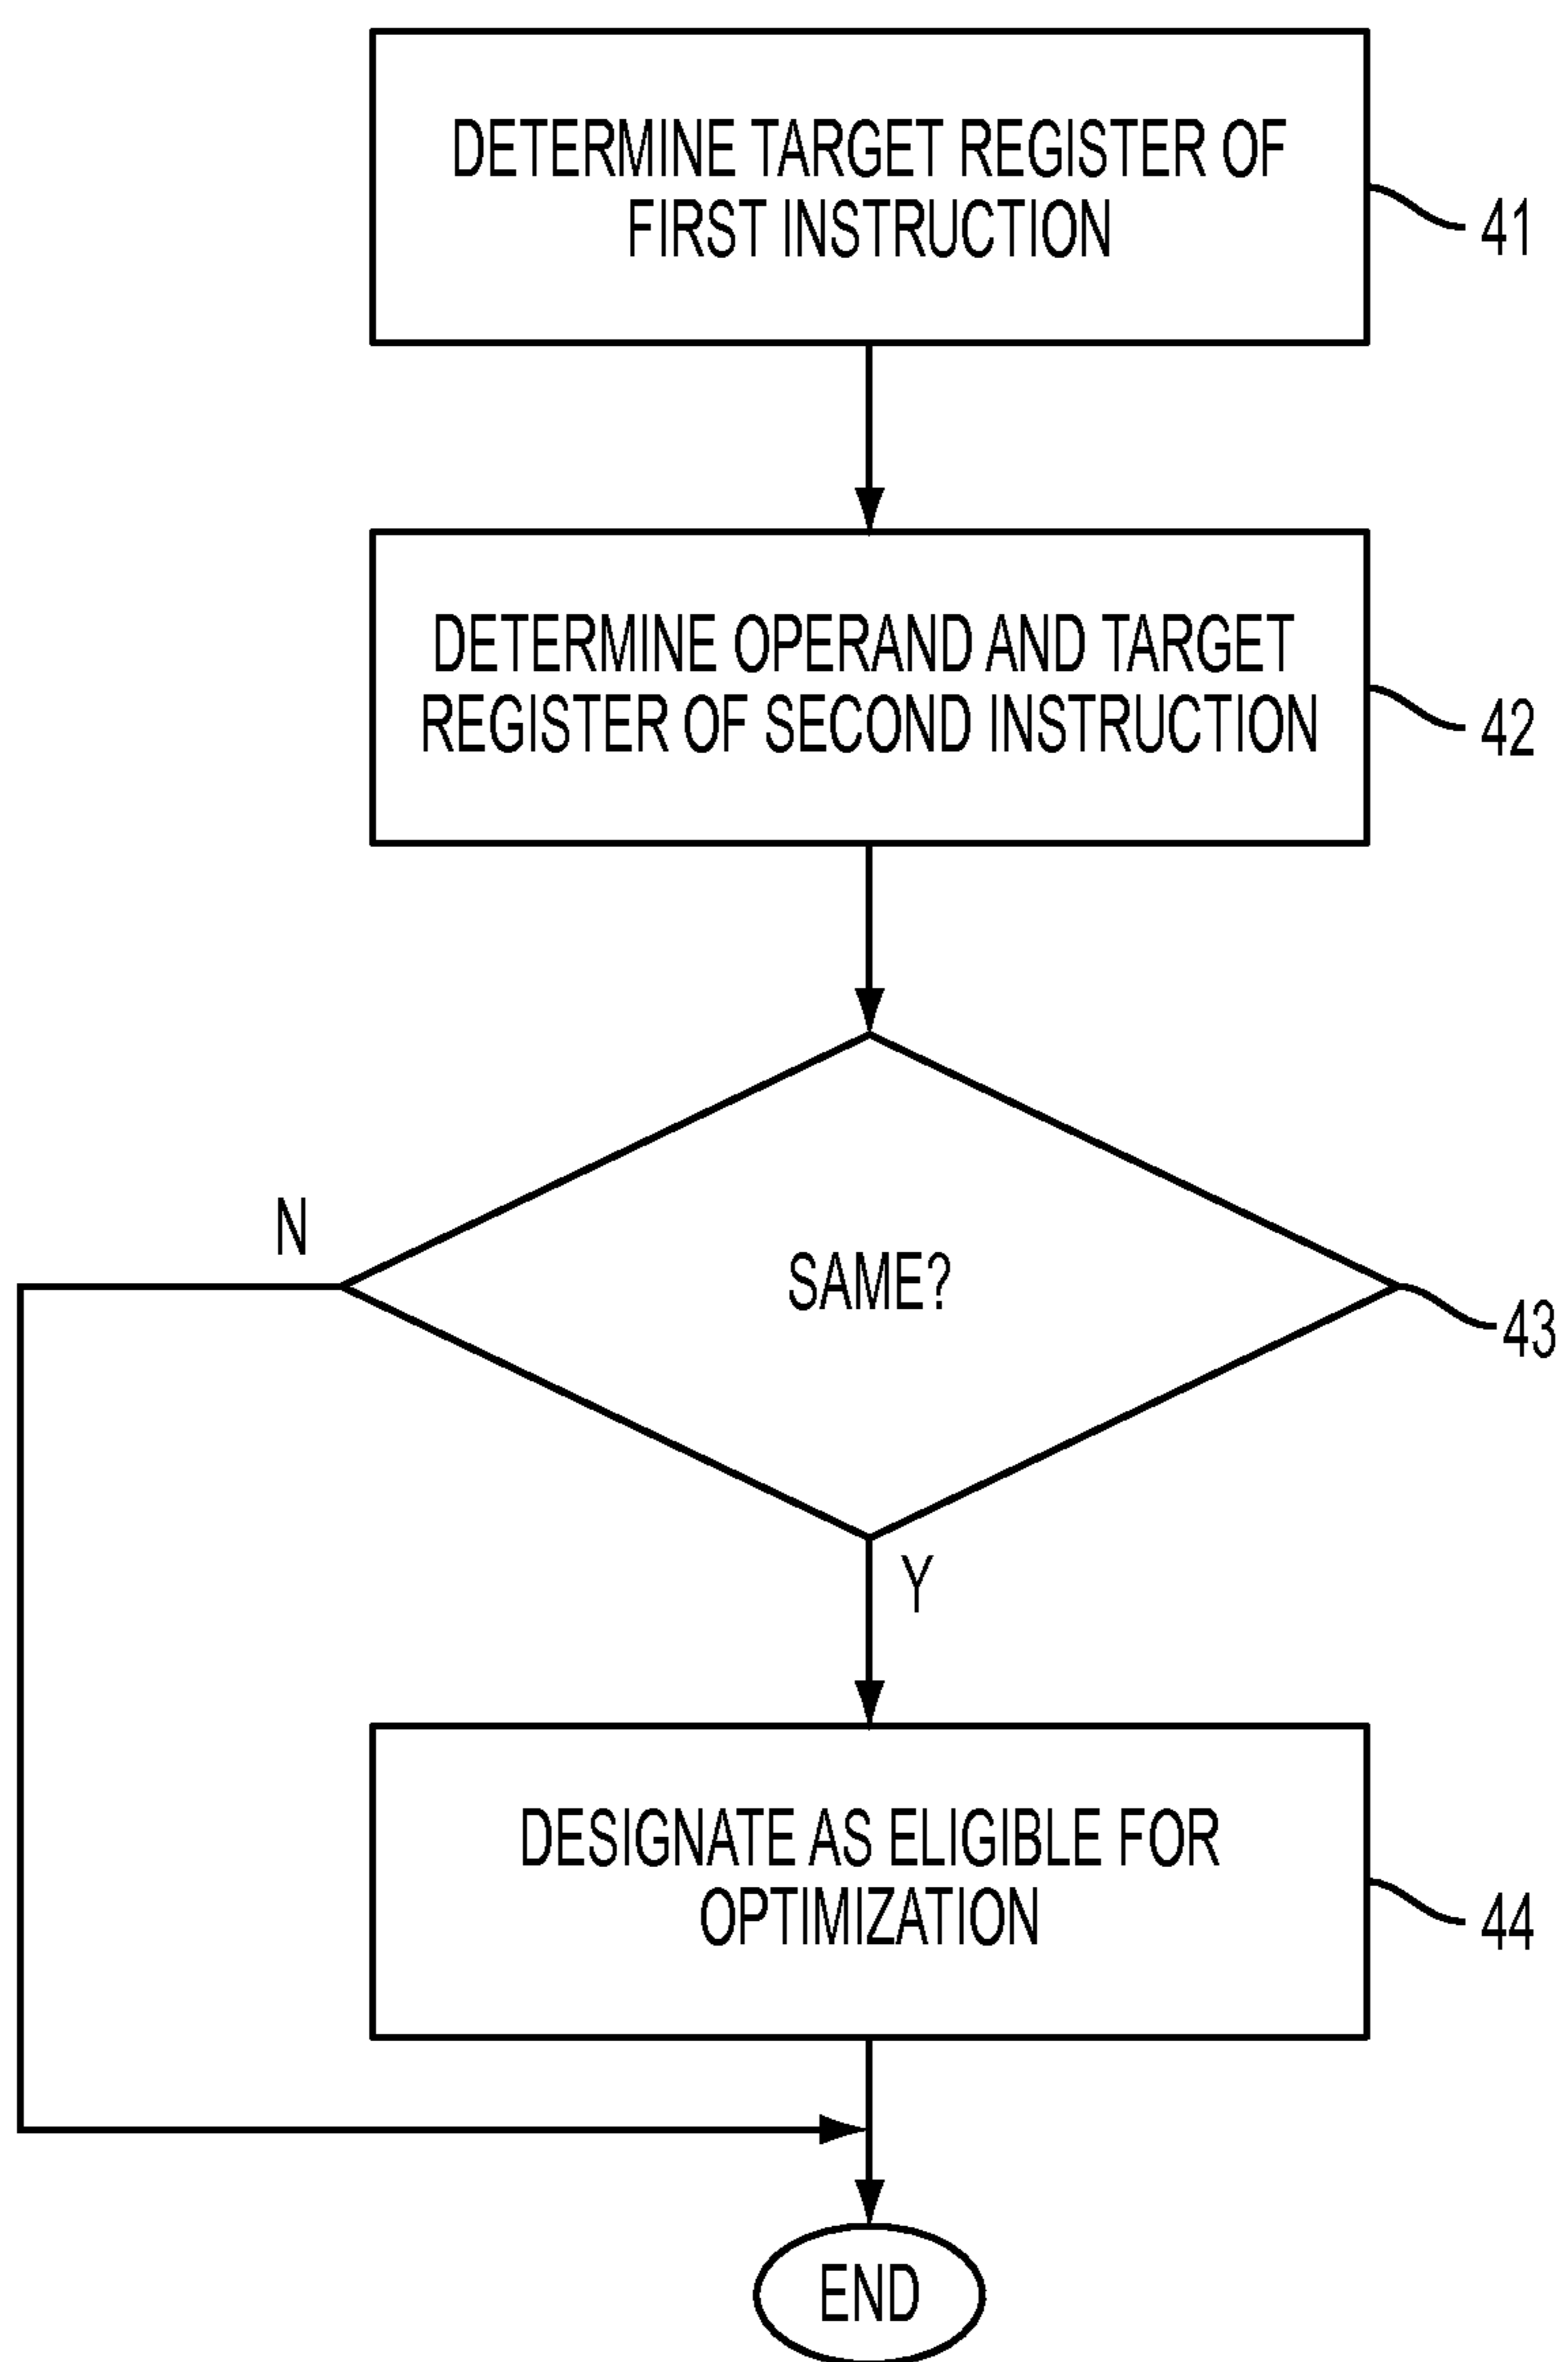 DETERMINE TARGET REGISTER OF
FIRST INSTRUCTION
41
DETERMINE OPERAND AND TARGET
REGISTER OF SECOND INSTRUCTION
42
N
SAME?
43
Y
DESIGNATE AS ELIGIBLE FOR
OPTIMIZATION
44
END